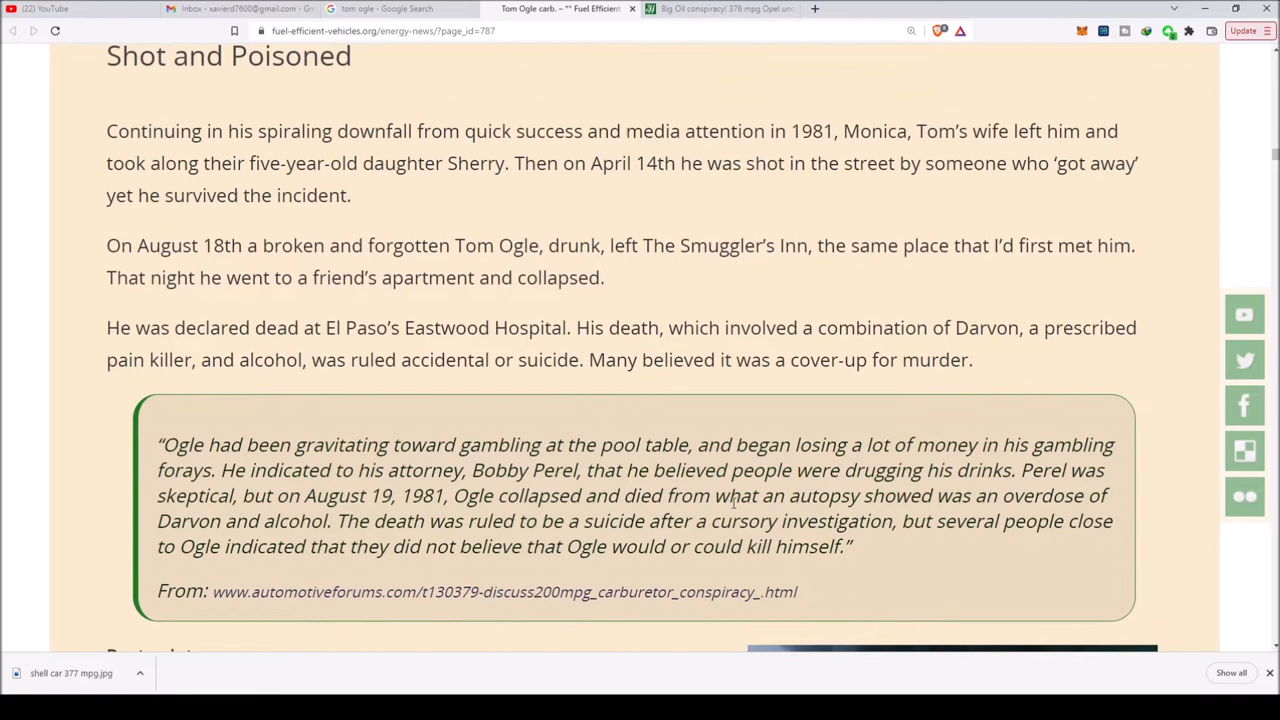 (22) YouTube
Inbox - xavierd7600@gmail.com - Gm
tom ogle - Google Search
Tom Ogle carb. – "" Fuel Efficient
Big Oil conspiracy! 376 mpg Opel unc
fuel-efficient-vehicles.org/energy-news/?page_id=787
Update
Shot and Poisoned
Continuing in his spiraling downfall from quick success and media attention in 1981, Monica, Tom's wife left him and
took along their five-year-old daughter Sherry. Then on April 14th he was shot in the street by someone who 'got away'
yet he survived the incident.
On August 18th a broken and forgotten Tom Ogle, drunk, left The Smuggler's Inn, the same place that I'd first met him.
That night he went to a friend's apartment and collapsed.
He was declared dead at El Paso's Eastwood Hospital. His death, which involved a combination of Darvon, a prescribed
pain killer, and alcohol, was ruled accidental or suicide. Many believed it was a cover-up for murder.
"Ogle had been gravitating toward gambling at the pool table, and began losing a lot of money in his gambling
forays. He indicated to his attorney, Bobby Perel, that he believed people were drugging his drinks. Perel was
skeptical, but on August 19, 1981, Ogle collapsed and died from what an autopsy showed was an overdose of
Darvon and alcohol. The death was ruled to be a suicide after a cursory investigation, but several people close
to Ogle indicated that they did not believe that Ogle would or could kill himself."
From: www.automotiveforums.com/t130379-discuss200mpg_carburetor_conspiracy_.html
shell car 377 mpg.jpg
Show all